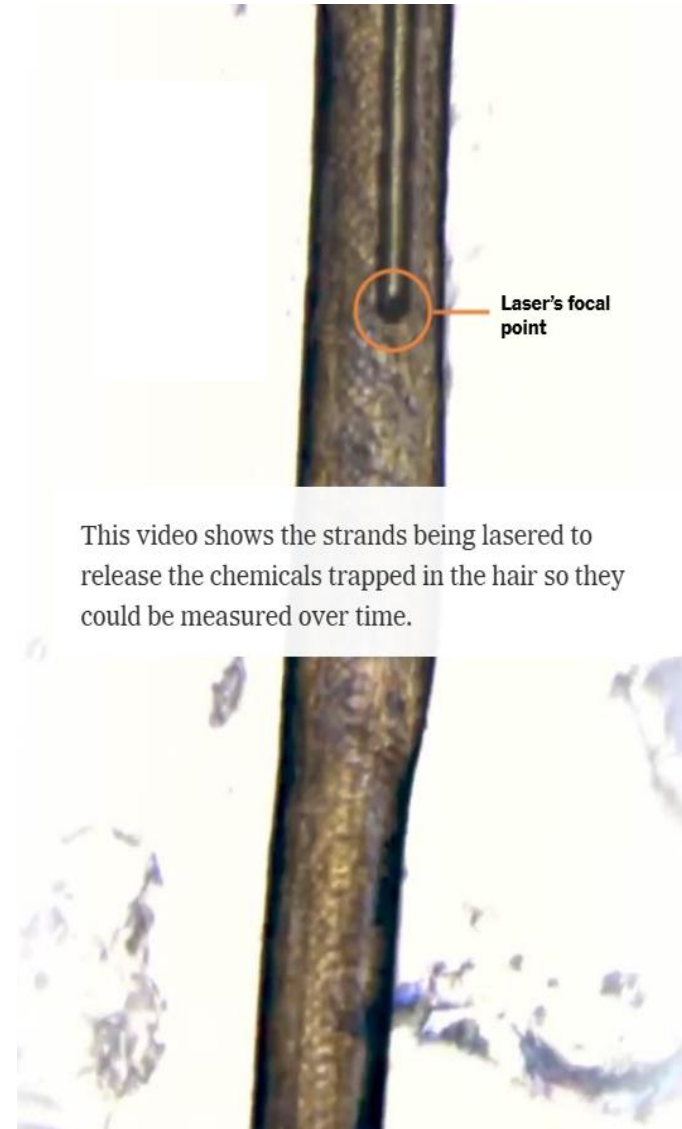 Laser’s focal
point
This video shows the strands being lasered to
release the chemicals trapped in the hair so they
could be measured over time.